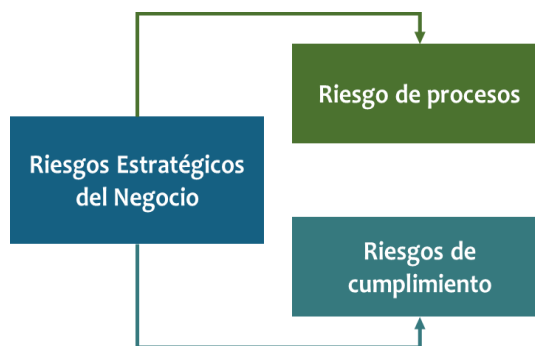 Riesgo de procesos
Riesgos Estratégicos
del Negocio
Riesgos de
cumplimiento